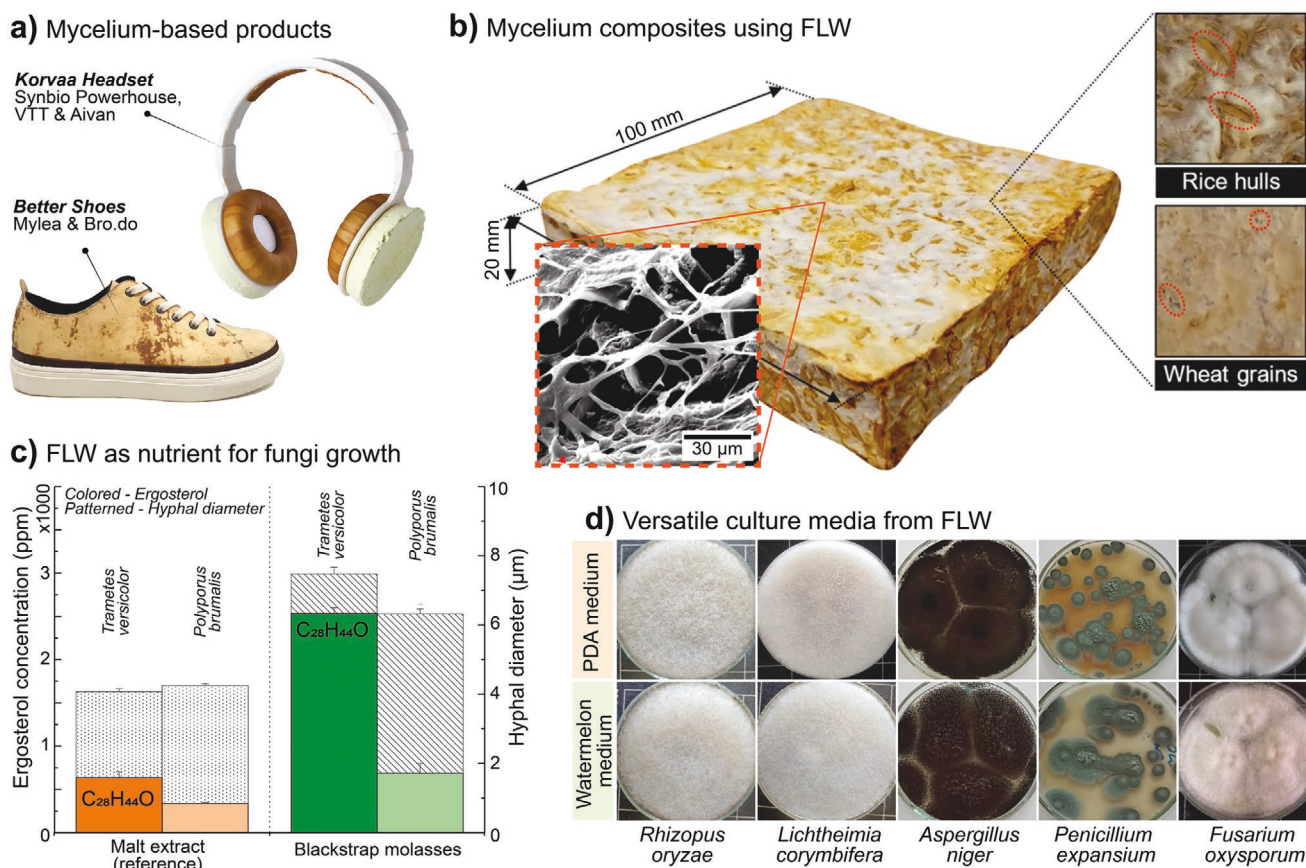 a) Mycelium-based products
Korvaa Headset
Synbio Powerhouse,
VTT & Aivan
Better Shoes
Mylea & Bro.do
b) Mycelium composites using FLW
100 mm
20 mm
30 µm
Rice hulls
Wheat grains
c) FLW as nutrient for fungi growth
Colored - Ergosterol
Patterned - Hyphal diameter
Ergosterol concentration (ppm)
x1000
3
2
1
0
Trametes
versicolor
Polyporus
brumalis
Trametes
versicolor
Polyporus
brumalis
C₂₈H₄₄O
C₂₈H₄₄O
10
8
6
4
2
0
Hyphal diameter (µm)
Malt extract
(reference)
Blackstrap molasses
d) Versatile culture media from FLW
PDA medium
Watermelon
medium
Rhizopus
oryzae
Lichtheimia
corymbifera
Aspergillus
niger
Penicillium
expansium
Fusarium
oxysporum